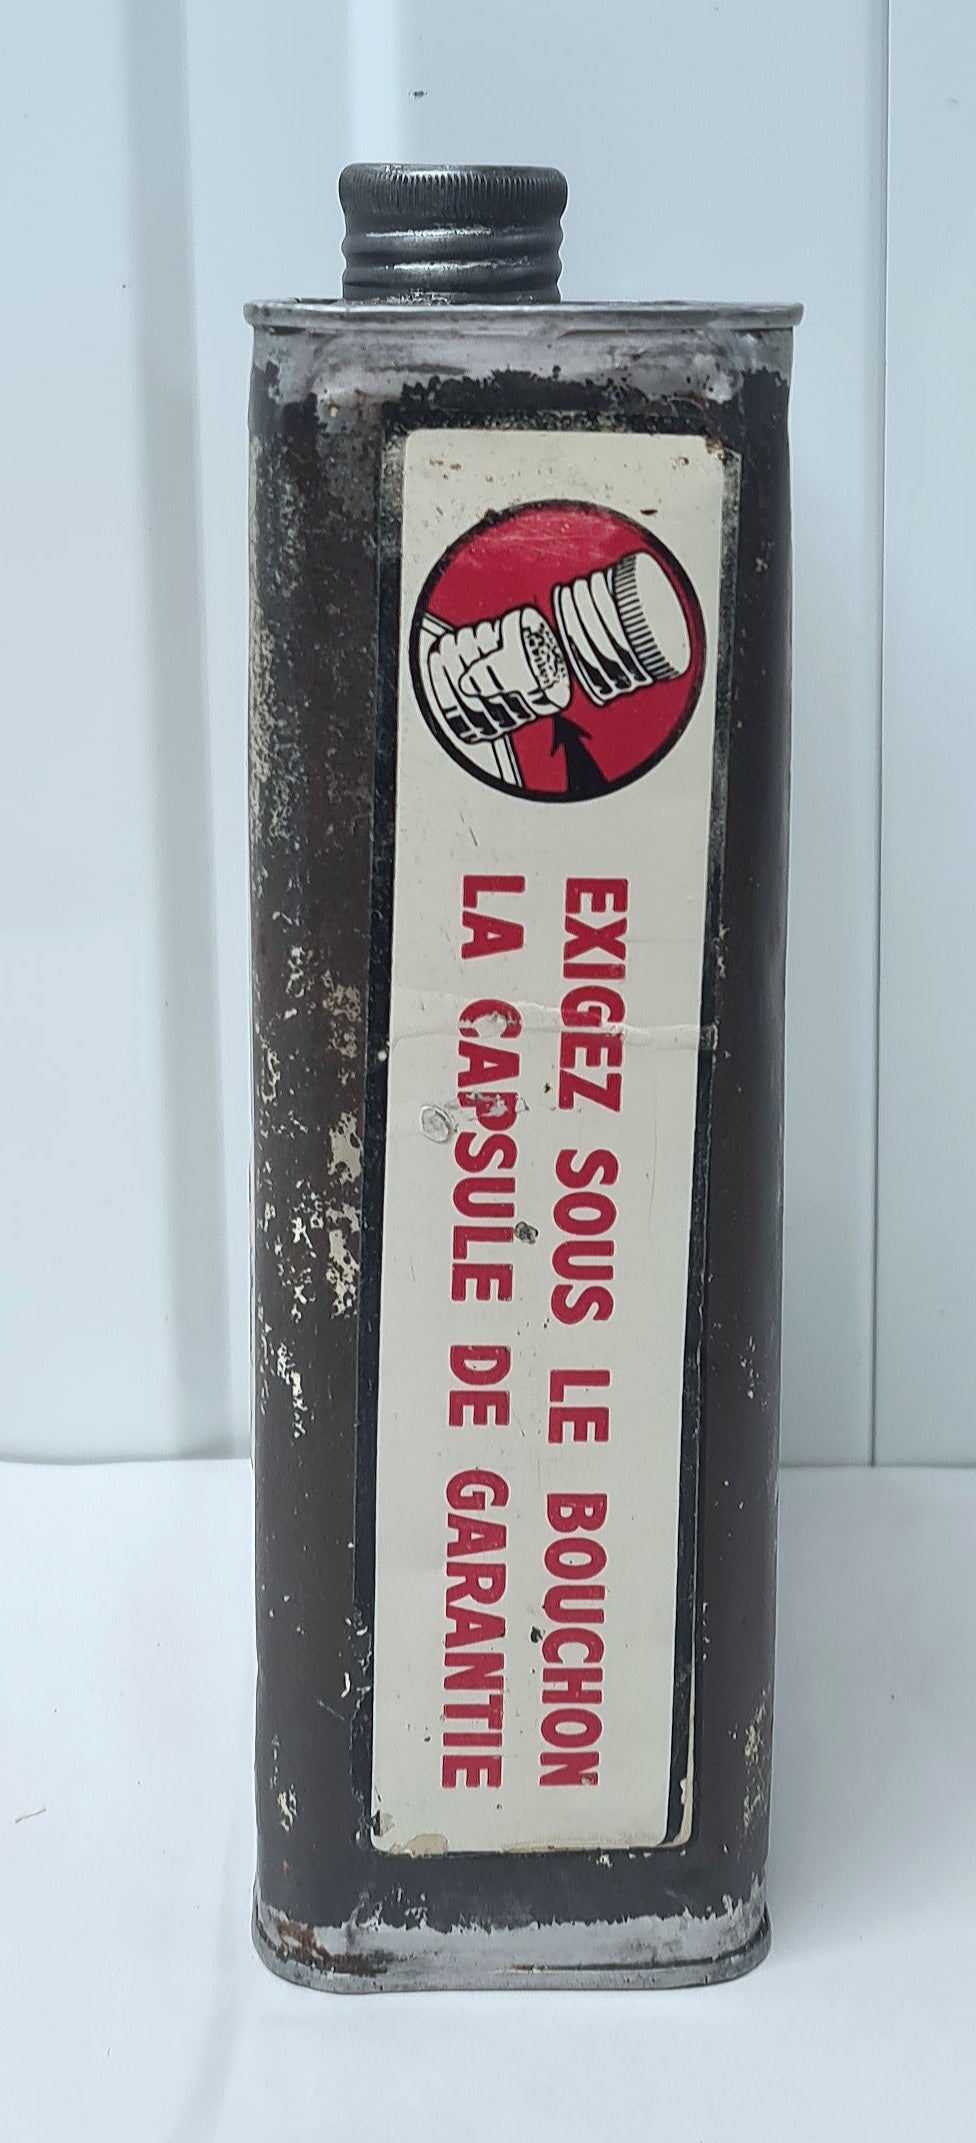 EXIGEZ SOUS LE BOUCHON
LA CAPSULE DE GARANTIE